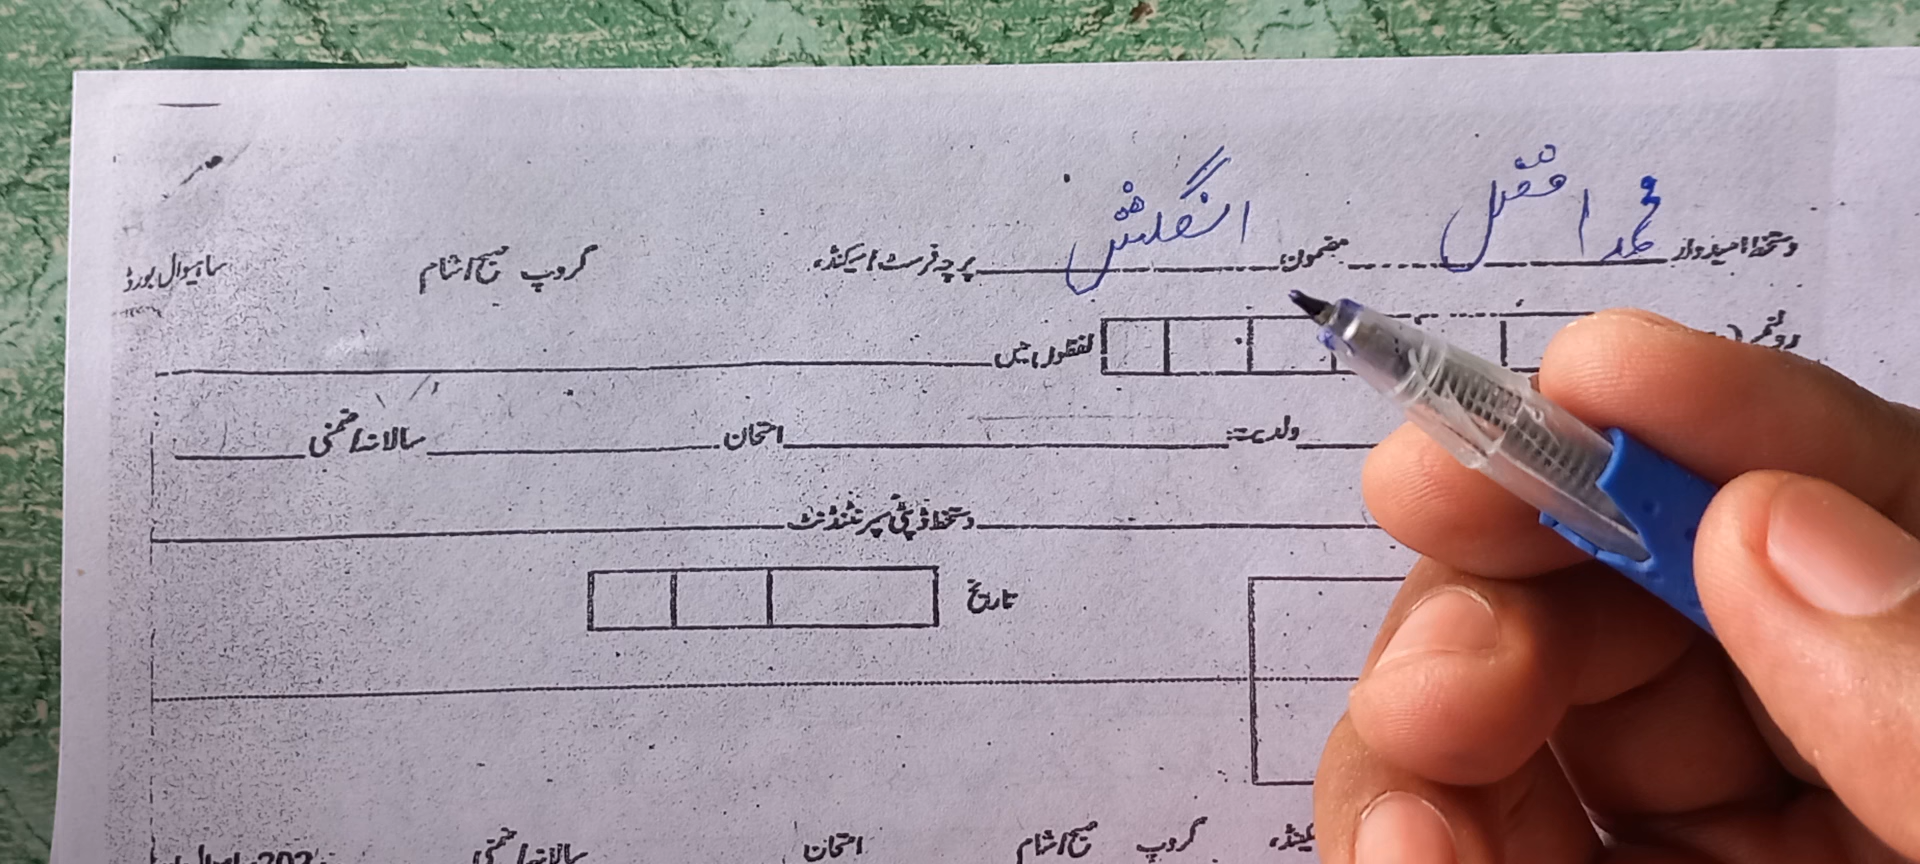 دستخط امیدوار محمد افضل مضمون: انگلش پرچہ فرسٹ/سیکنڈ، گروپ صبح/شام ساہیوال بورڈ
رولنمبر لفظوں میں
ولدیت: امتحان سالانہ/ضمنی
دستخط ڈپٹی سپرنٹنڈنٹ
تاریخ
گروپ صبح/شام امتحان سالانہ/ضمنی